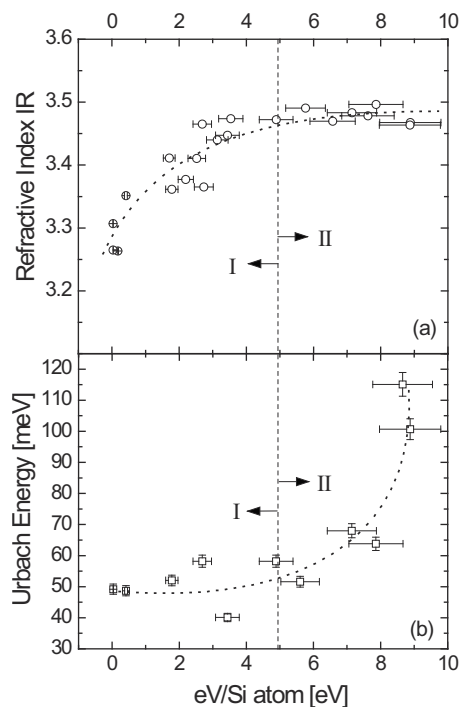 0 2 4 6 8 10
3.6
3.5
3.4
3.3
3.2
Refractive Index IR
I II
(a)
120
110
100
90
80
70
60
50
40
30
Urbach Energy [meV]
I II
(b)
0 2 4 6 8 10
eV/Si atom [eV]